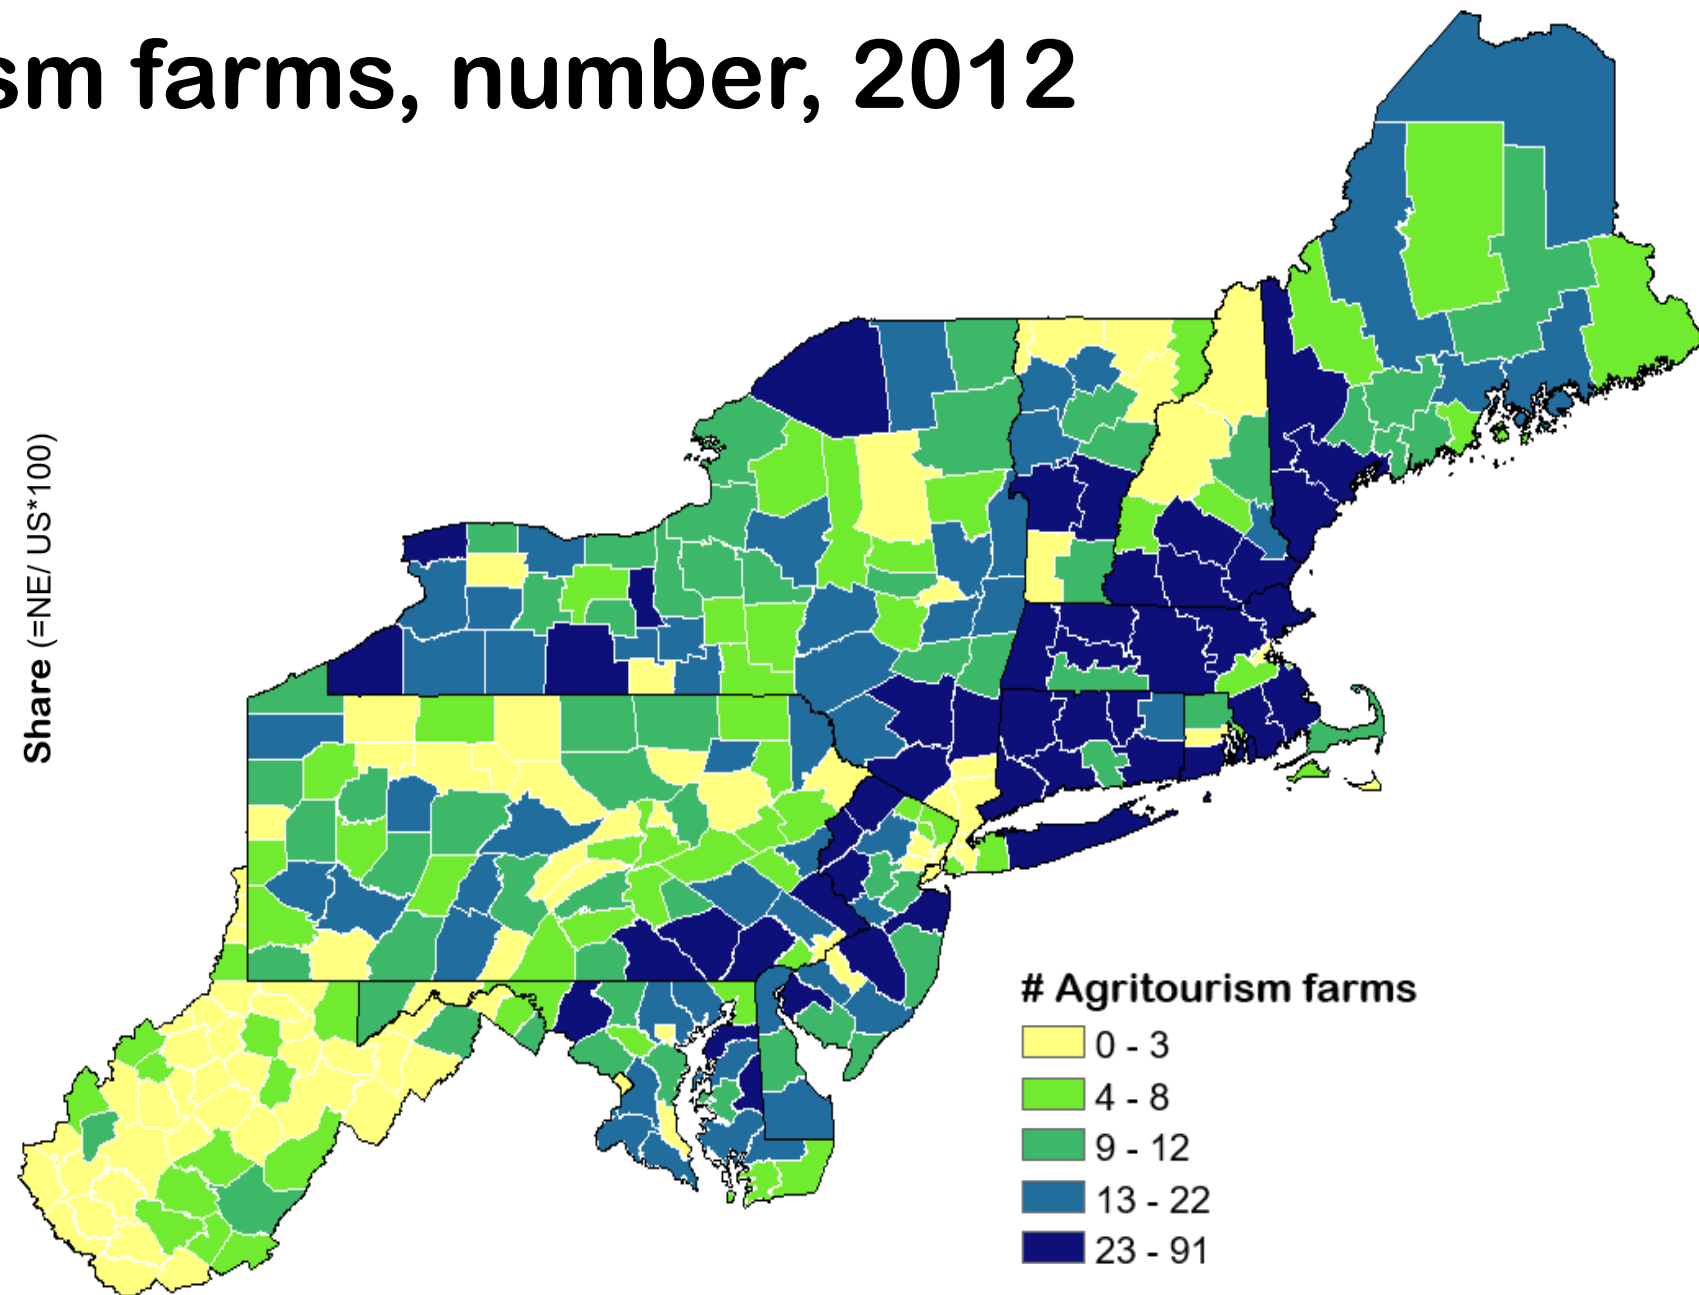 sm farms, number, 2012
Share (=NE/ US*100)
# Agritourism farms
0 - 3
4 - 8
9 - 12
13 - 22
23 - 91